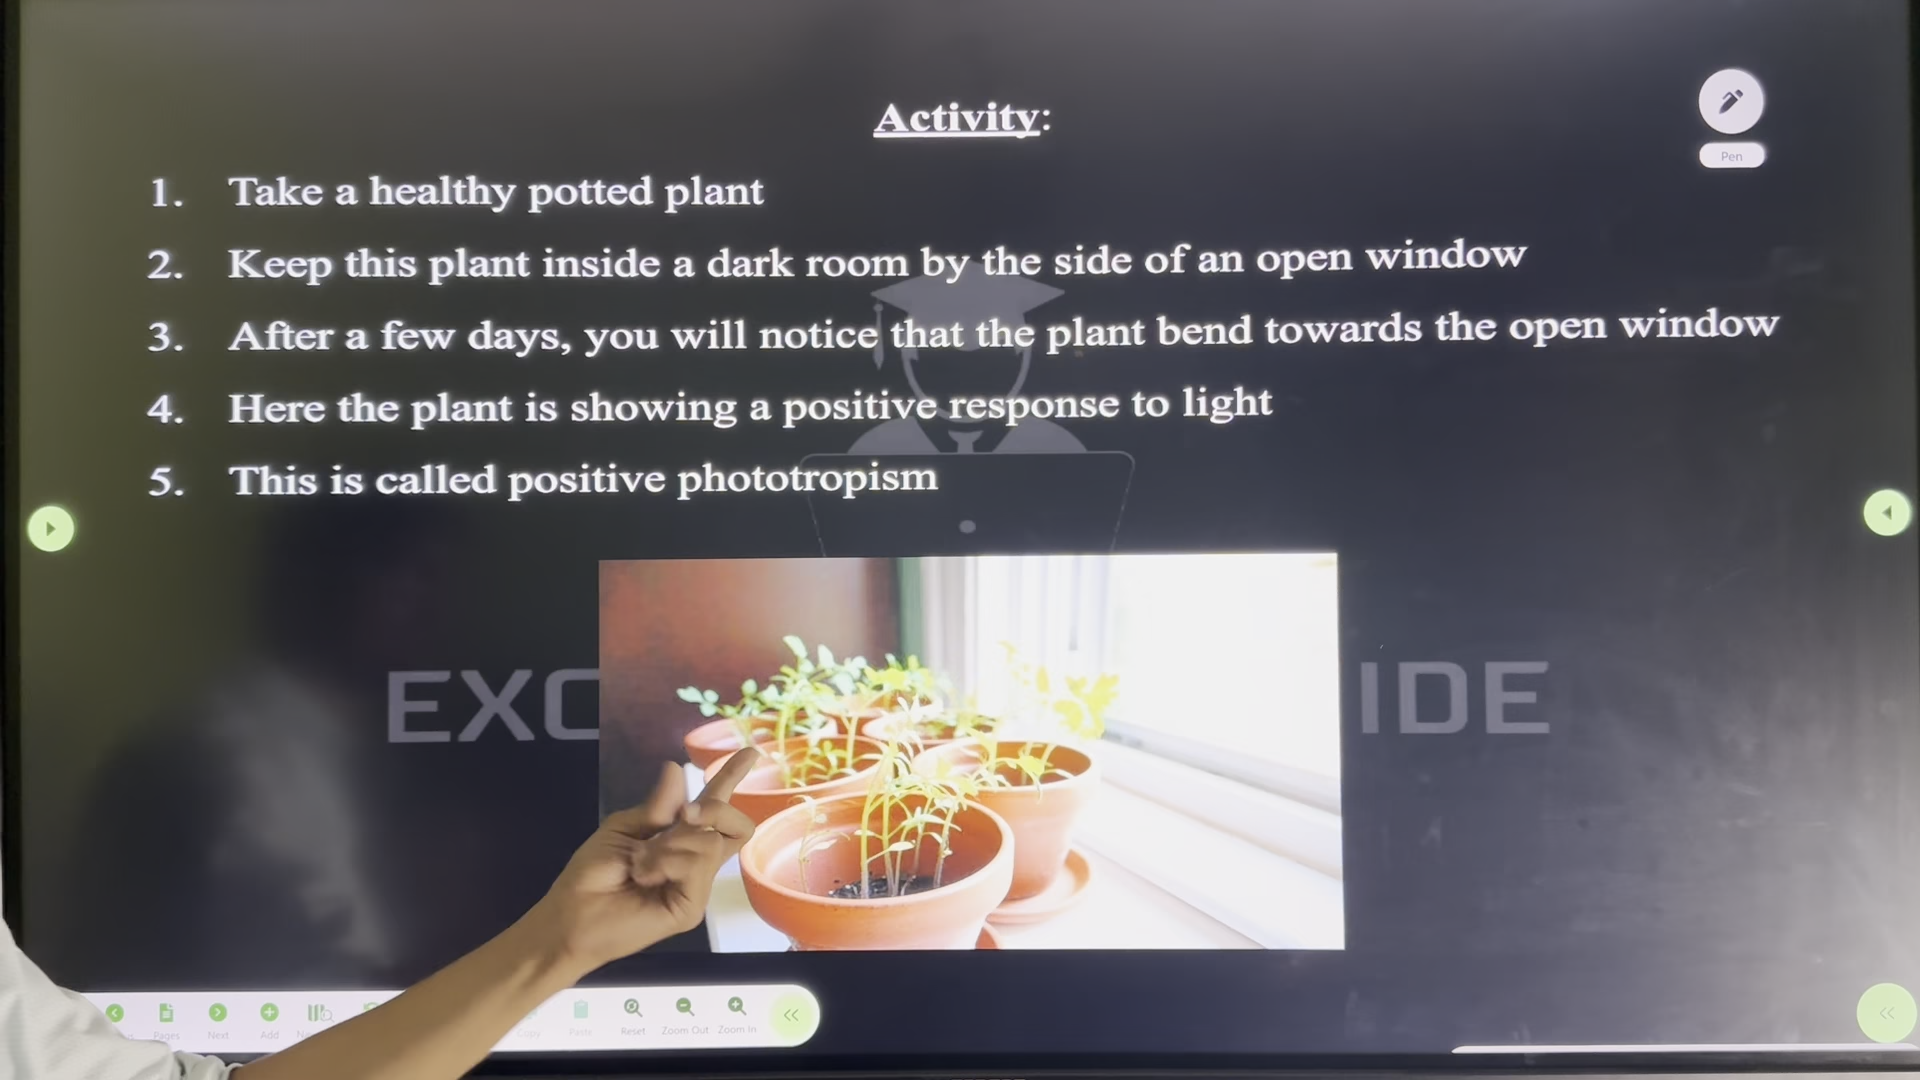 Activity:
Pen
1. Take a healthy potted plant
2. Keep this plant inside a dark room by the side of an open window
3. After a few days, you will notice that the plant bend towards the open window
4. Here the plant is showing a positive response to light
5. This is called positive phototropism
EXC IDE
Pages Next Add Copy Paste Reset Zoom Out Zoom In